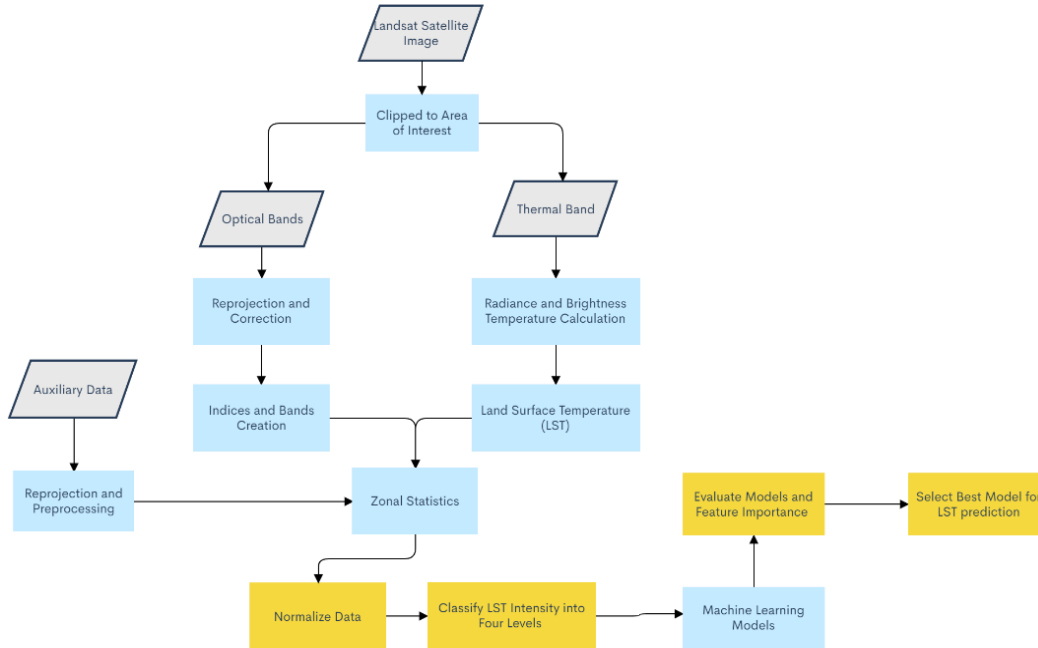 Landsat Satellite
Image
Clipped to Area
of Interest
Optical Bands
Thermal Band
Reprojection and
Correction
Radiance and Brightness
Temperature Calculation
Auxiliary Data
Indices and Bands
Creation
Land Surface Temperature
(LST)
Reprojection and
Preprocessing
Zonal Statistics
Evaluate Models and
Feature Importance
Select Best Model for
LST prediction
Normalize Data
Classify LST Intensity into
Four Levels
Machine Learning
Models